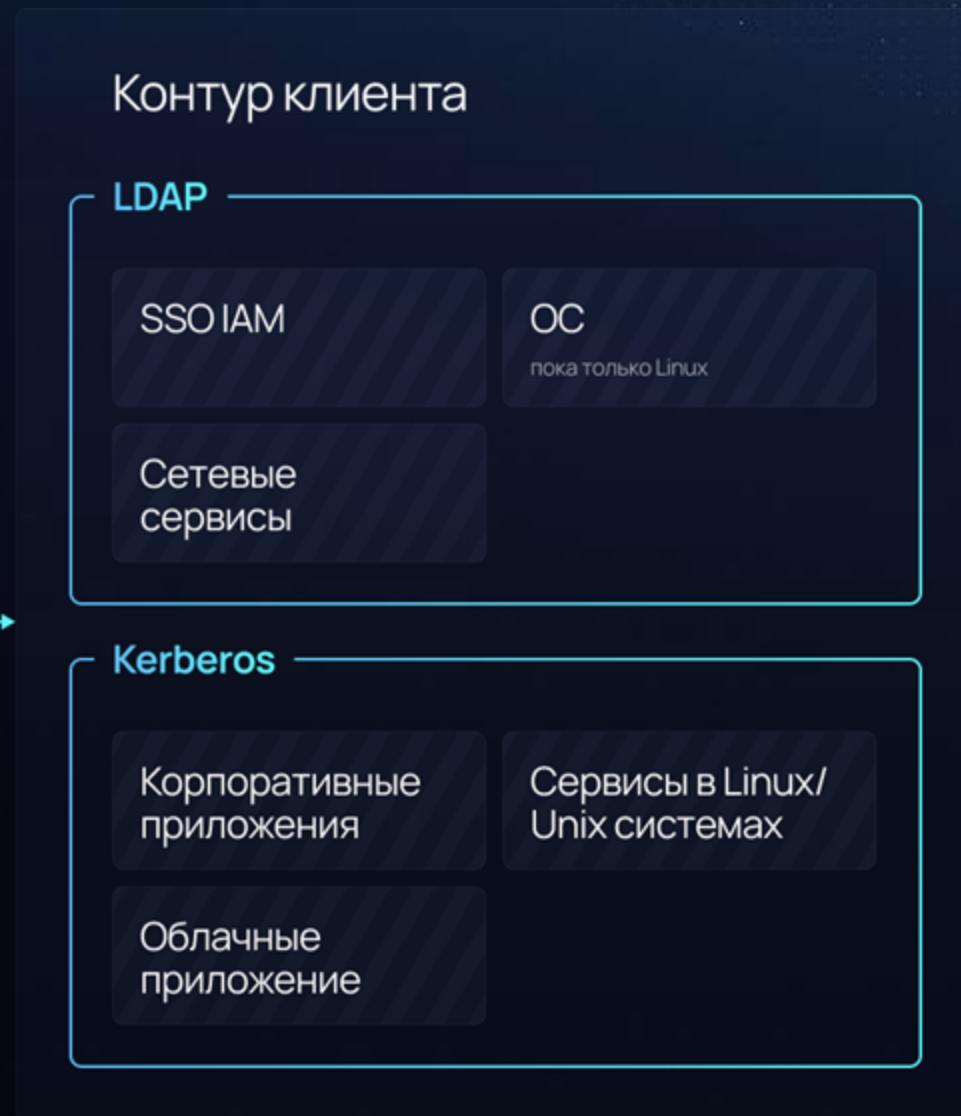 Контур клиента
LDAP
SSO IAM
ОС
пока только Linux
Сетевые
сервисы
Kerberos
Корпоративные
приложения
Сервисы в Linux/
Unix системах
Облачные
приложение